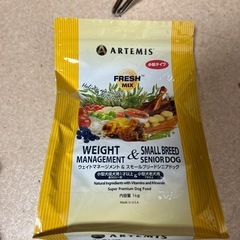 ARTEMIS
小粒タイプ
FRESH
MIX
WEIGHT
MANAGEMENT
&
SMALL BREED
SENIOR DOG
ウェイトマネージメント & スモールブリードシニアドッグ
Natural Ingredients with Vitamins and Minerals
Super Premium Dog Food
内容量 1kg
Made in U.S.A.